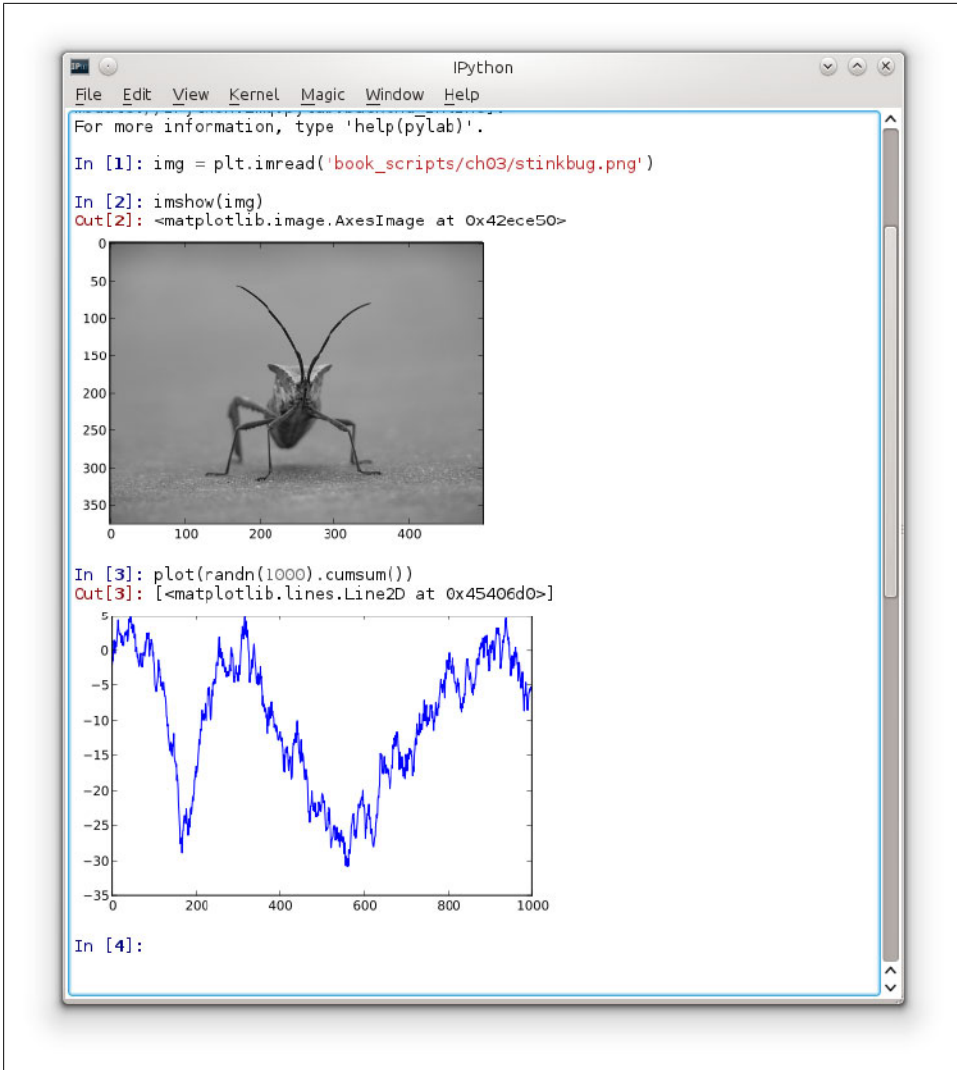 IPython
File Edit View Kernel Magic Window Help
For more information, type 'help(pylab)'.
In [1]: img = plt.imread('book_scripts/ch03/stinkbug.png')
In [2]: imshow(img)
Out[2]: <matplotlib.image.AxesImage at 0x42ece50>
0
50
100
150
200
250
300
350
0 100 200 300 400
In [3]: plot(randn(1000).cumsum())
Out[3]: [<matplotlib.lines.Line2D at 0x45406d0>]
5
0
−5
−10
−15
−20
−25
−30
−35
0 200 400 600 800 1000
In [4]: